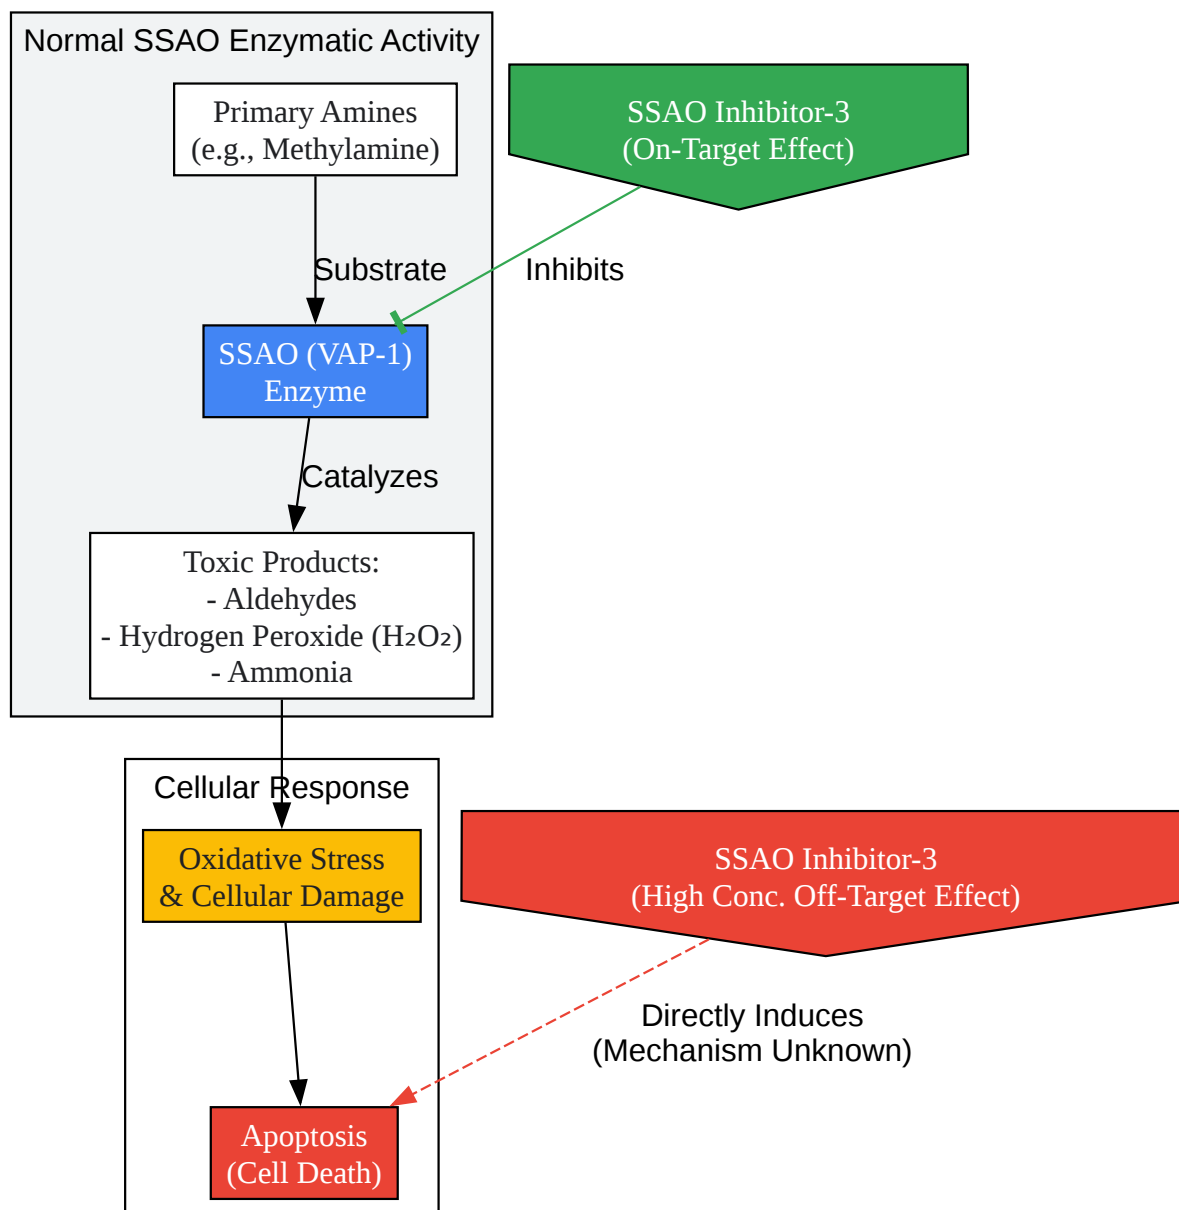 Normal SSAO Enzymatic Activity
Primary Amines
(e.g., Methylamine)
SSAO Inhibitor-3
(On-Target Effect)
Substrate
Inhibits
SSAO (VAP-1)
Enzyme
Catalyzes
Toxic Products:
- Aldehydes
- Hydrogen Peroxide (H₂O₂)
- Ammonia
Cellular Response
Oxidative Stress
& Cellular Damage
SSAO Inhibitor-3
(High Conc. Off-Target Effect)
Directly Induces
(Mechanism Unknown)
Apoptosis
(Cell Death)